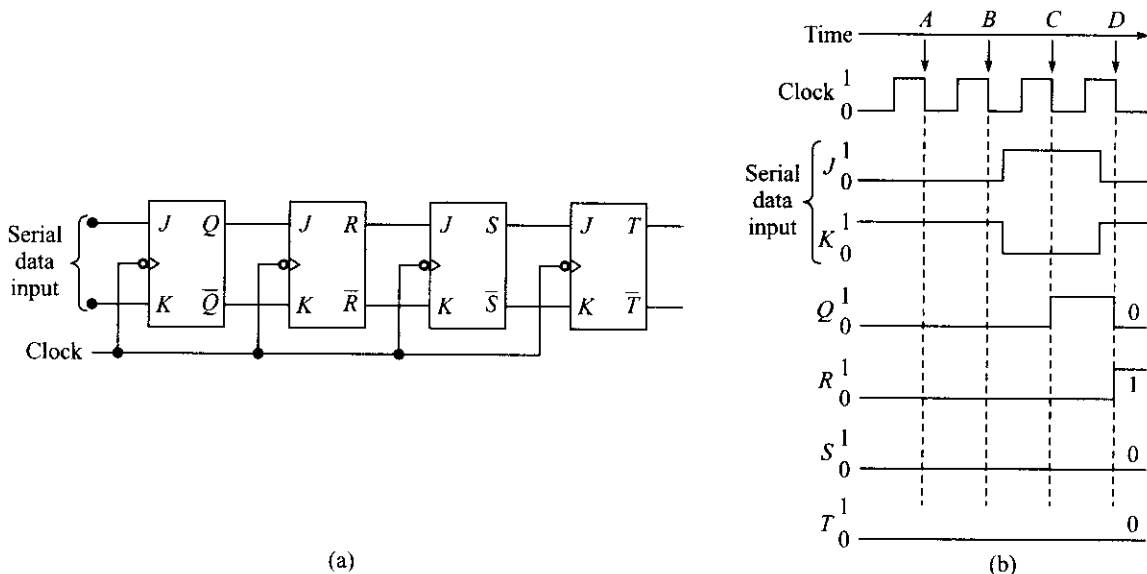 Serial
data
input
J Q J R J S J T
K Q̅ K R̅ K S̅ K T̅
Clock
(a)
A B C D
Time
Clock 1
0
Serial
data
input
J 1
0
K 1
0
Q 1
0 0
R 1
0 1
S 1
0 0
T 1
0 0
(b)